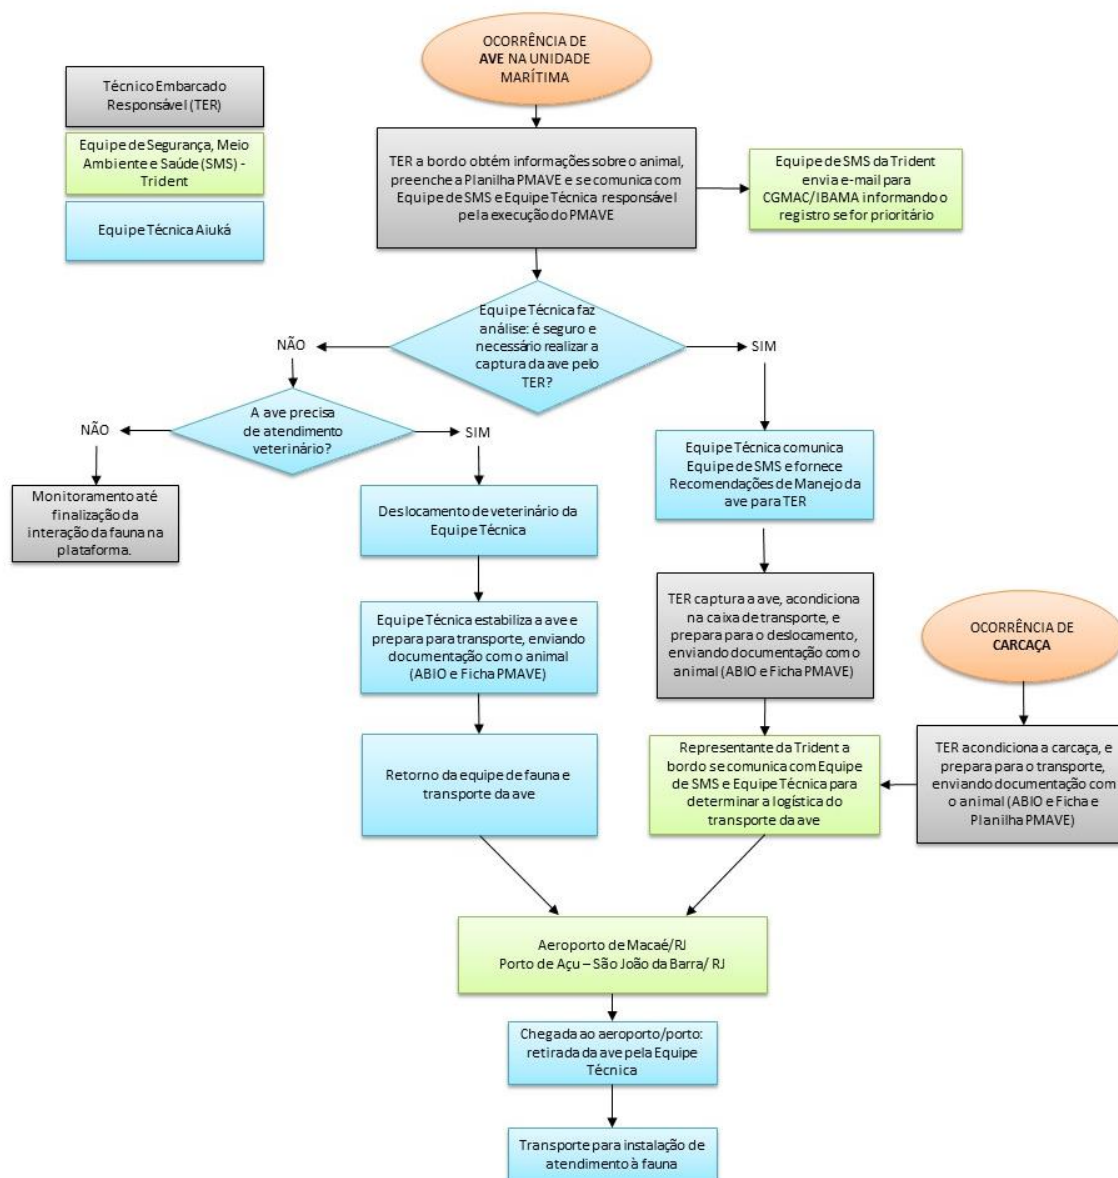 OCORRÊNCIA DE
AVE NA UNIDADE
MARÍTIMA
Técnico Embarcado
Responsável (TER)
Equipe de Segurança, Meio
Ambiente e Saúde (SMS) -
Trident
Equipe Técnica Aiuká
TER a bordo obtém informações sobre o animal,
preenche a Planilha PMAVE e se comunica com
Equipe de SMS e Equipe Técnica responsável
pela execução do PMAVE
Equipe de SMS da Trident
envia e-mail para
CGMAC/IBAMA informando o
registro se for prioritário
Equipe Técnica faz
análise: é seguro e
necessário realizar a
captura da ave pelo
TER?
NÃO
SIM
A ave precisa
de atendimento
veterinário?
NÃO
SIM
Monitoramento até
finalização da
interação da fauna na
plataforma.
Deslocamento de veterinário da
Equipe Técnica
Equipe Técnica comunica
Equipe de SMS e fornece
Recomendações de Manejo da
ave para TER
Equipe Técnica estabiliza a ave e
prepara para transporte, enviando
documentação com o animal
(ABIO e Ficha PMAVE)
TER captura a ave, acondiciona
na caixa de transporte, e
prepara para o deslocamento,
enviando documentação com o
animal (ABIO e Ficha PMAVE)
OCORRÊNCIA DE
CARCAÇA
Retorno da equipe de fauna e
transporte da ave
Representante da Trident a
bordo se comunica com Equipe
de SMS e Equipe Técnica para
determinar a logística do
transporte da ave
TER acondiciona a carcaça, e
prepara para o transporte,
enviando documentação com
o animal (ABIO e Ficha e
Planilha PMAVE)
Aeroporto de Macaé/RJ
Porto de Açu – São João da Barra/ RJ
Chegada ao aeroporto/porto:
retirada da ave pela Equipe
Técnica
Transporte para instalação de
atendimento à fauna